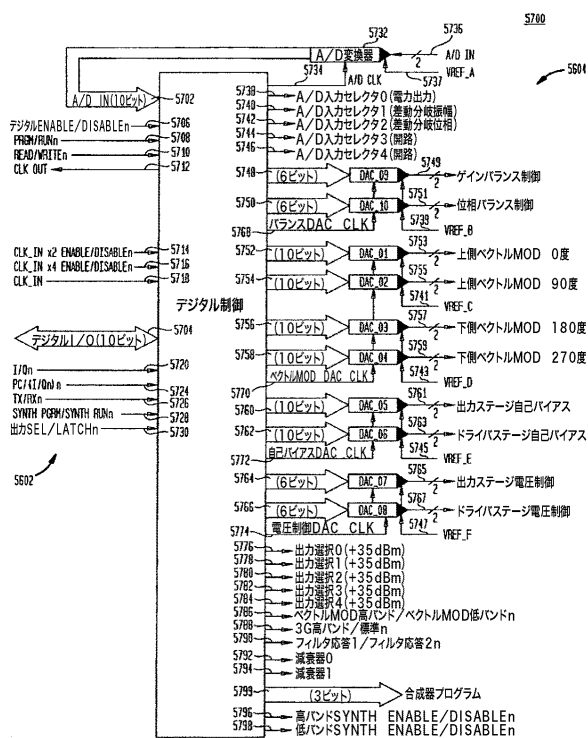 5700
5732
A/D変換器
5736
A/D IN
2
5734
A/D CLK
5737
VREF_A
5604
A/D IN(10ビット)
5702
5738
A/D入力セレクタ0(電力出力)
5740
A/D入力セレクタ1(差動分岐振幅)
5742
A/D入力セレクタ2(差動分岐位相)
5744
A/D入力セレクタ3(開路)
5746
A/D入力セレクタ4(開路)
デジタルENABLE/DISABLEn
5706
PRGM/RUNn
5708
READ/WRITEn
5710
CLK OUT
5712
5748
(6ビット)
DAC_09
5749
2
ゲインバランス制御
5750
(6ビット)
DAC_10
5751
2
位相バランス制御
5768
バランスDAC CLK
5739
VREF_B
CLK_IN x2 ENABLE/DISABLEn
5714
CLK_IN x4 ENABLE/DISABLEn
5716
CLK_IN
5718
5752
(10ビット)
DAC_01
5753
2
上側ベクトルMOD 0度
5754
(10ビット)
DAC_02
5755
2
上側ベクトルMOD 90度
5741
VREF_C
デジタル制御
デジタルI/O(10ビット)
5704
5756
(10ビット)
DAC_03
5757
2
下側ベクトルMOD 180度
5758
(10ビット)
DAC_04
5759
2
下側ベクトルMOD 270度
5770
ベクトルMOD DAC CLK
5743
VREF_D
I/Qn
5720
PC/(I/Qn)n
5724
TX/RXn
5726
SYNTH PGRM/SYNTH RUNn
5728
出力SEL/LATCHn
5730
5602
5760
(10ビット)
DAC_05
5761
2
出力ステージ自己バイアス
5762
(10ビット)
DAC_06
5763
2
ドライバステージ自己バイアス
5772
自己バイアスDAC CLK
5745
VREF_E
5764
(6ビット)
DAC_07
5765
2
出力ステージ電圧制御
5766
(6ビット)
DAC_08
5767
2
ドライバステージ電圧制御
5774
電圧制御DAC CLK
5747
VREF_F
5776
出力選択0(+35dBm)
5778
出力選択1(+35dBm)
5780
出力選択2(+35dBm)
5782
出力選択3(+35dBm)
5784
出力選択4(+35dBm)
5786
ベクトルMOD高バンド/ベクトルMOD低バンドn
5788
3G高バンド/標準n
5790
フィルタ応答1/フィルタ応答2n
5792
減衰器0
5794
減衰器1
5799
(3ビット)
合成器プログラム
5796
高バンドSYNTH ENABLE/DISABLEn
5798
低バンドSYNTH ENABLE/DISABLEn